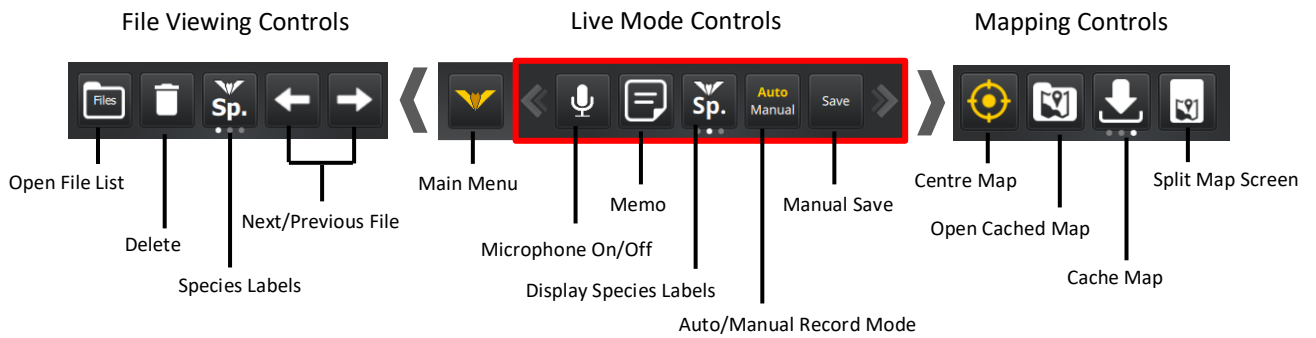 File Viewing Controls
Live Mode Controls
Mapping Controls
Files
Sp.
Sp.
Auto
Manual
Save
Open File List
Main Menu
Centre Map
Split Map Screen
Next/Previous File
Memo
Manual Save
Delete
Microphone On/Off
Open Cached Map
Species Labels
Display Species Labels
Cache Map
Auto/Manual Record Mode